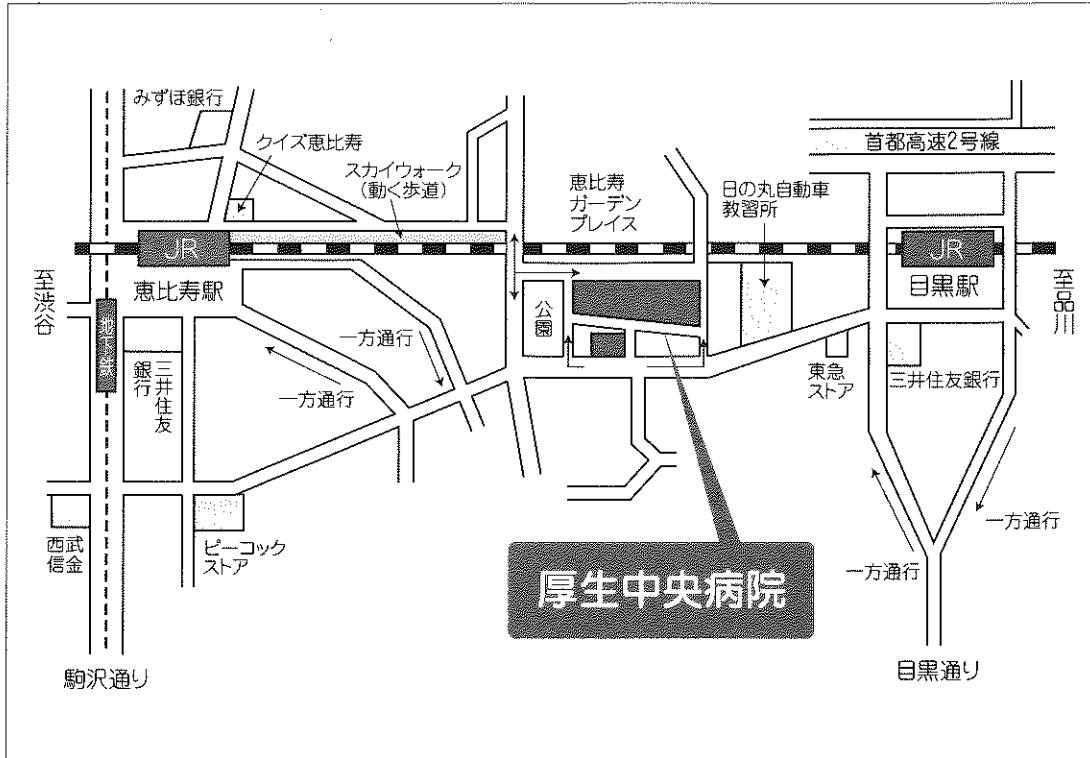 みずほ銀行
クイズ恵比寿
スカイウォーク
(動く歩道)
恵比寿
ガーデン
プレイス
日の丸自動車
教習所
首都高速2号線
JR
JR
至渋谷
恵比寿駅
目黒駅
至品川
地下鉄
公園
一方通行
一方通行
三井住友
銀行
東急
ストア
三井住友銀行
西武
信金
ピーコック
ストア
厚生中央病院
一方通行
一方通行
駒沢通り
目黒通り